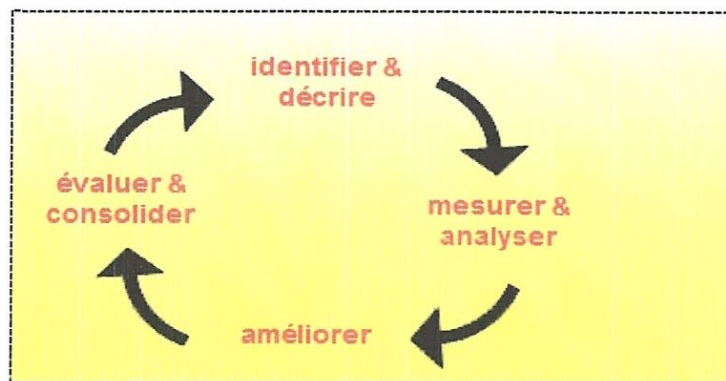 identifier &
décrire
mesurer &
analyser
améliorer
évaluer &
consolider